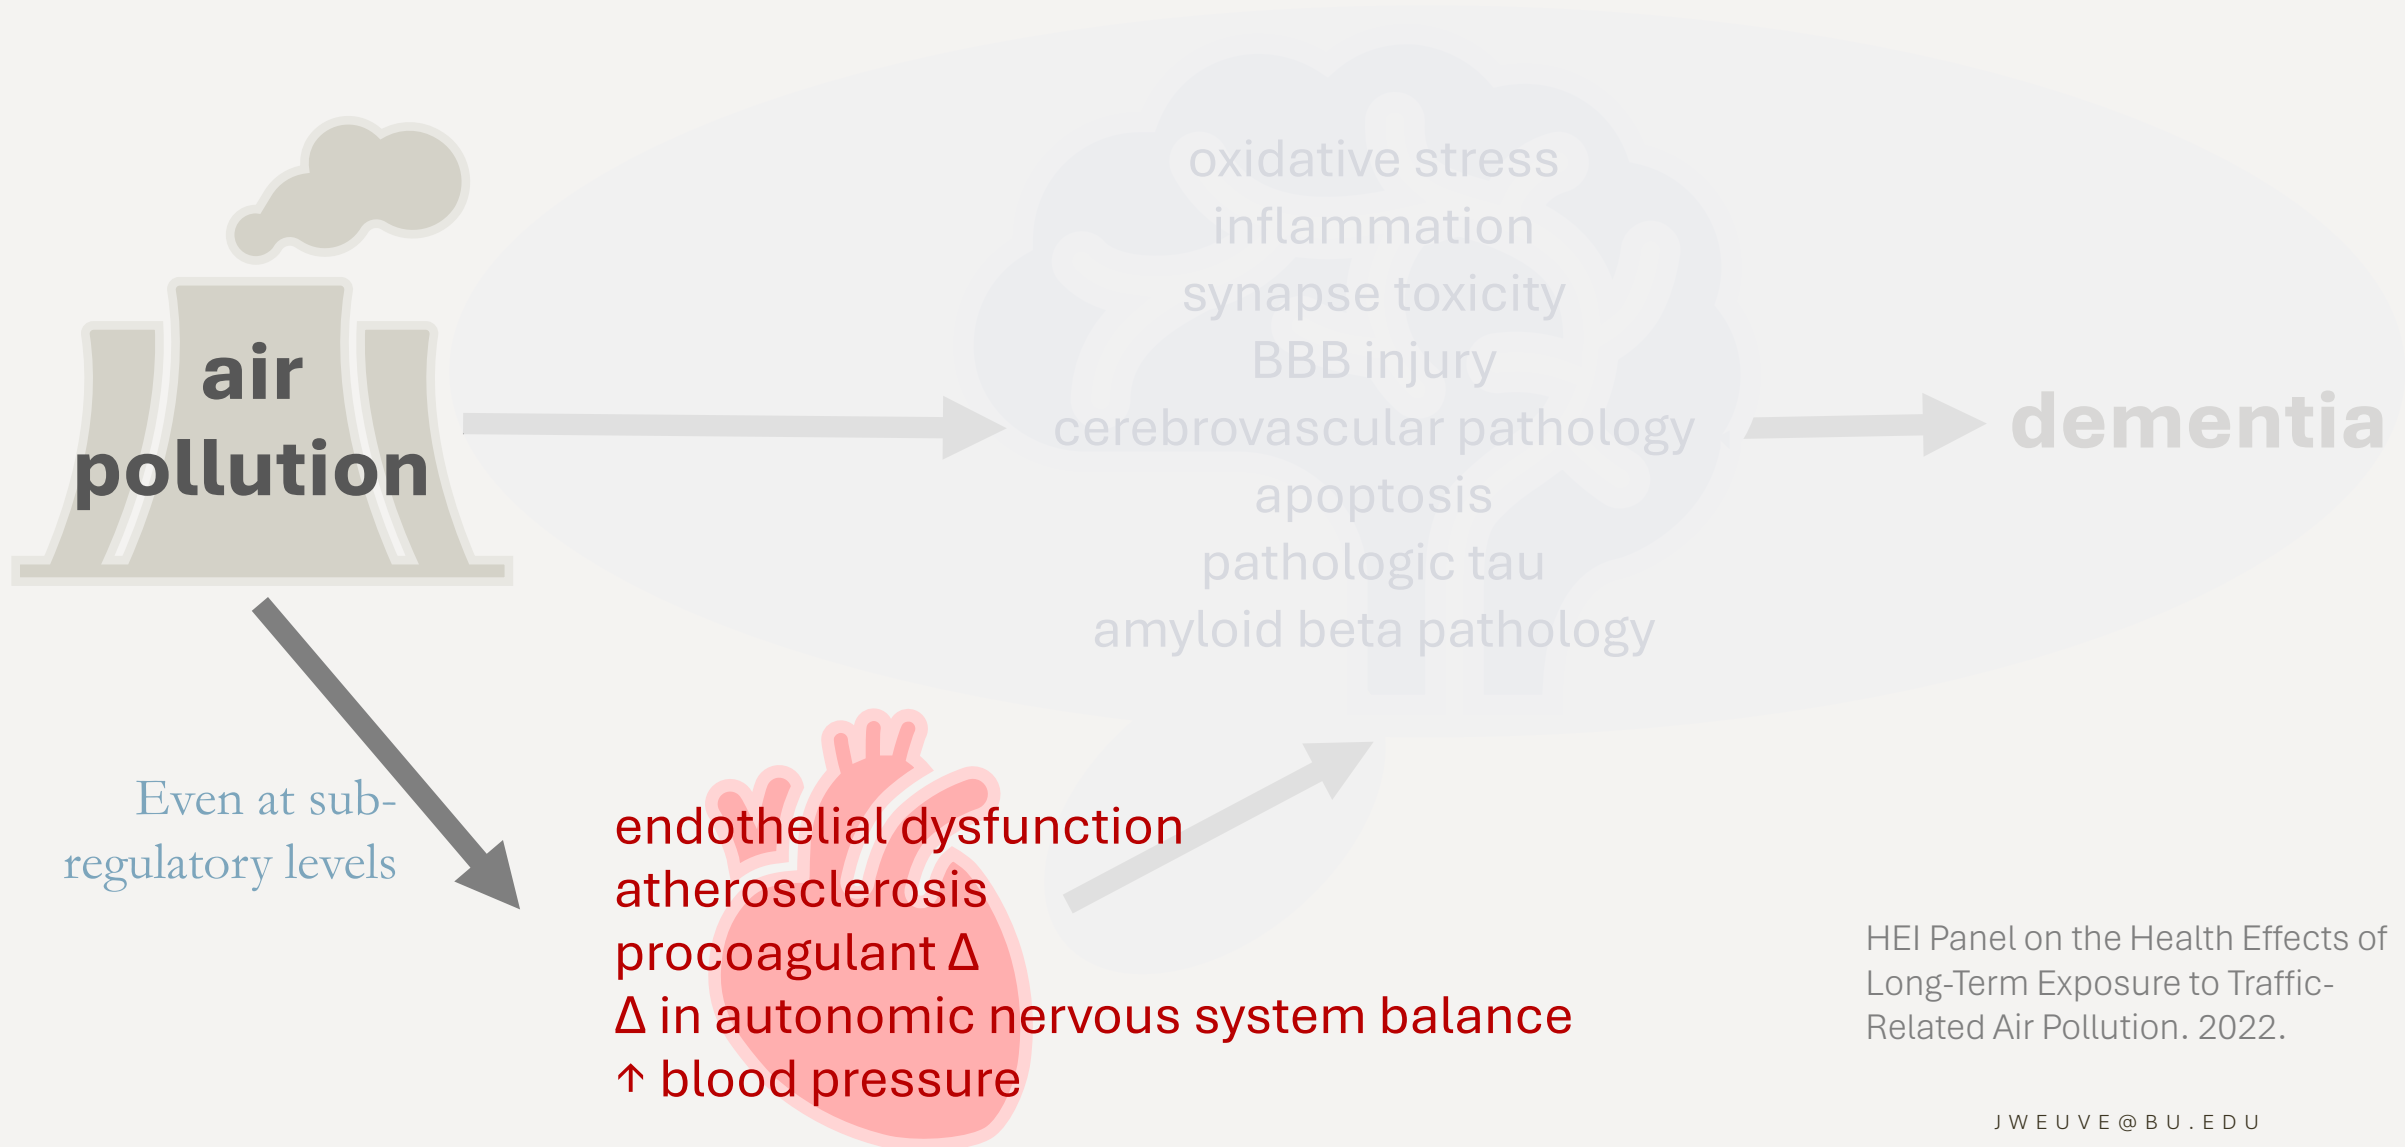 air
pollution
oxidative stress
inflammation
synapse toxicity
BBB injury
cerebrovascular pathology
apoptosis
pathologic tau
amyloid beta pathology
dementia
Even at sub-
regulatory levels
endothelial dysfunction
atherosclerosis
procoagulant Δ
Δ in autonomic nervous system balance
↑ blood pressure
HEI Panel on the Health Effects of
Long-Term Exposure to Traffic-
Related Air Pollution. 2022.
JWEUVE@BU.EDU